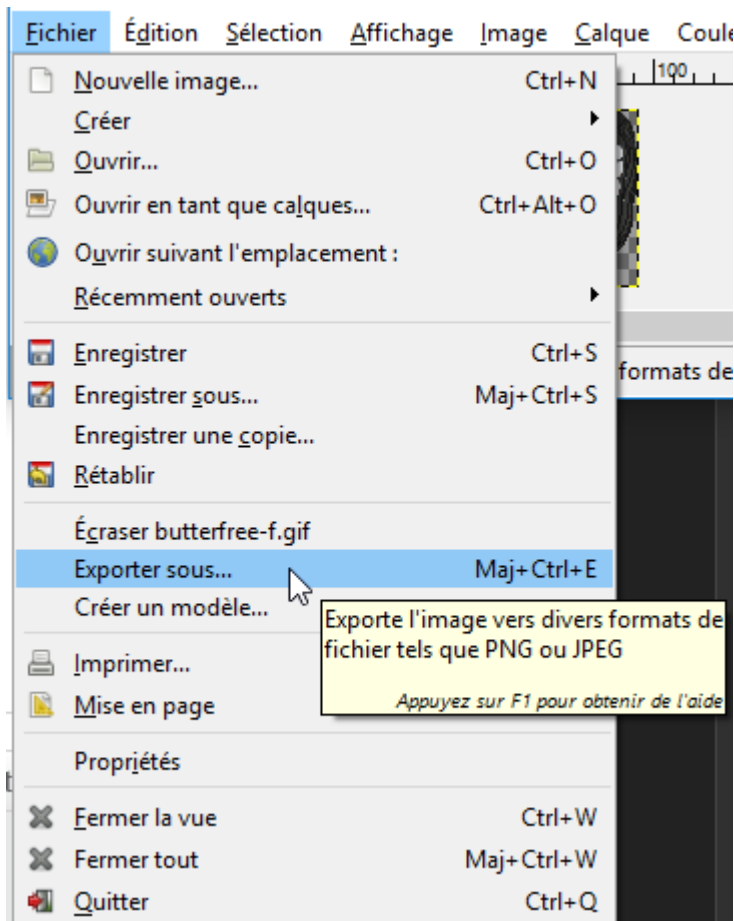 Fichier Édition Sélection Affichage Image Calque
100
Nouvelle image... Ctrl+N
Créer
Ouvrir... Ctrl+O
Ouvrir en tant que calques... Ctrl+Alt+O
Ouvrir suivant l'emplacement :
Récemment ouverts
Enregistrer Ctrl+S
formats de
Enregistrer sous... Maj+Ctrl+S
Enregistrer une copie...
Rétablir
Écraser butterfree-f.gif
Exporter sous... Maj+Ctrl+E
Créer un modèle...
Exporte l'image vers divers formats de
fichier tels que PNG ou JPEG
Appuyez sur F1 pour obtenir de l'aide
Imprimer...
Mise en page
Propriétés
Fermer la vue Ctrl+W
Fermer tout Maj+Ctrl+W
Quitter Ctrl+Q